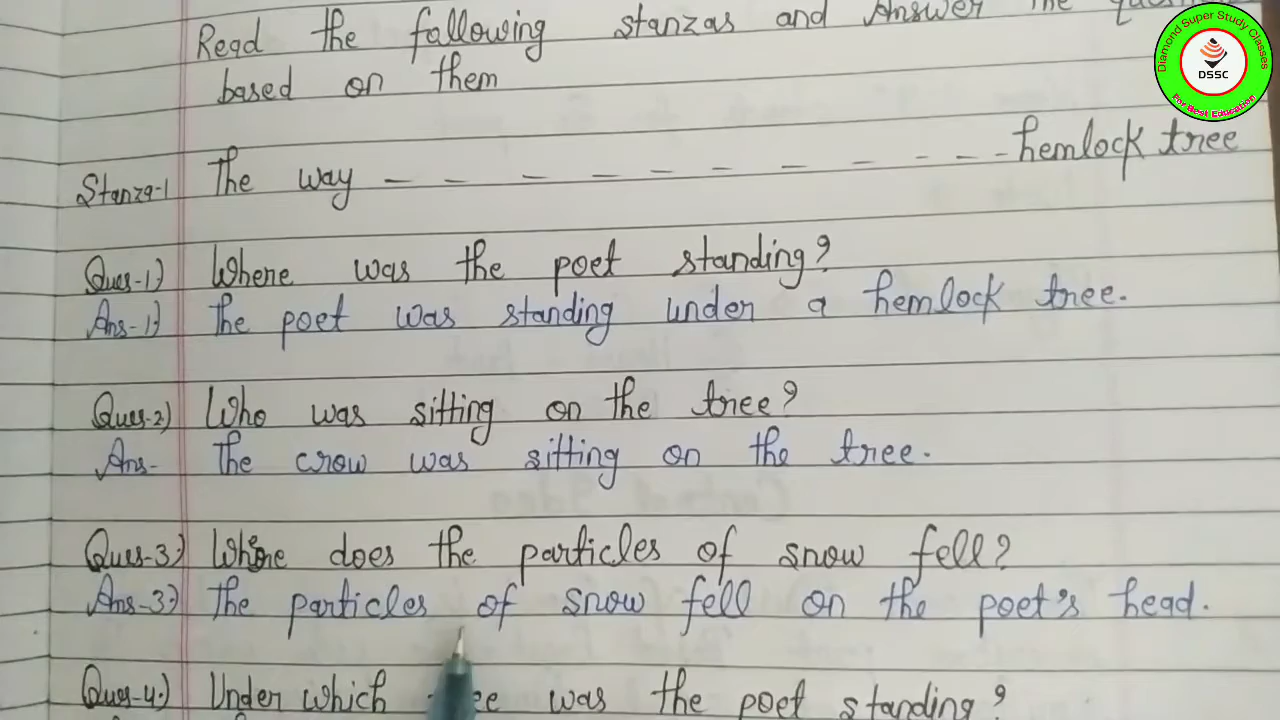 Read the following stanzas and Answer The
based on them
Stanza-1 The way - - - - - - - - - - hemlock tree
Ques-1) Where was the poet standing?
Ans-1) The poet was standing under a hemlock tree.
Ques-2) Who was sitting on the tree?
Ans- The crow was sitting on the tree.
Ques-3) Where does the particles of snow fell?
Ans-3) The particles of snow fell on the poet's head.
Ques-4.) Under which was the poet standing?
Diamond Super Study Classes
DSSC
For Best Education